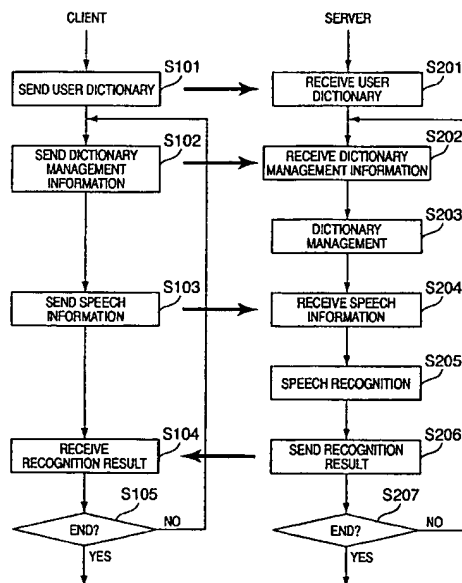 CLIENT
SERVER
S101
SEND USER DICTIONARY
S201
RECEIVE USER
DICTIONARY
S102
SEND DICTIONARY
MANAGEMENT
INFORMATION
S202
RECEIVE DICTIONARY
MANAGEMENT INFORMATION
S203
DICTIONARY
MANAGEMENT
S103
SEND SPEECH
INFORMATION
S204
RECEIVE SPEECH
INFORMATION
S205
SPEECH RECOGNITION
S104
RECEIVE
RECOGNITION RESULT
S206
SEND RECOGNITION
RESULT
S105
END?
NO
YES
S207
END?
NO
YES